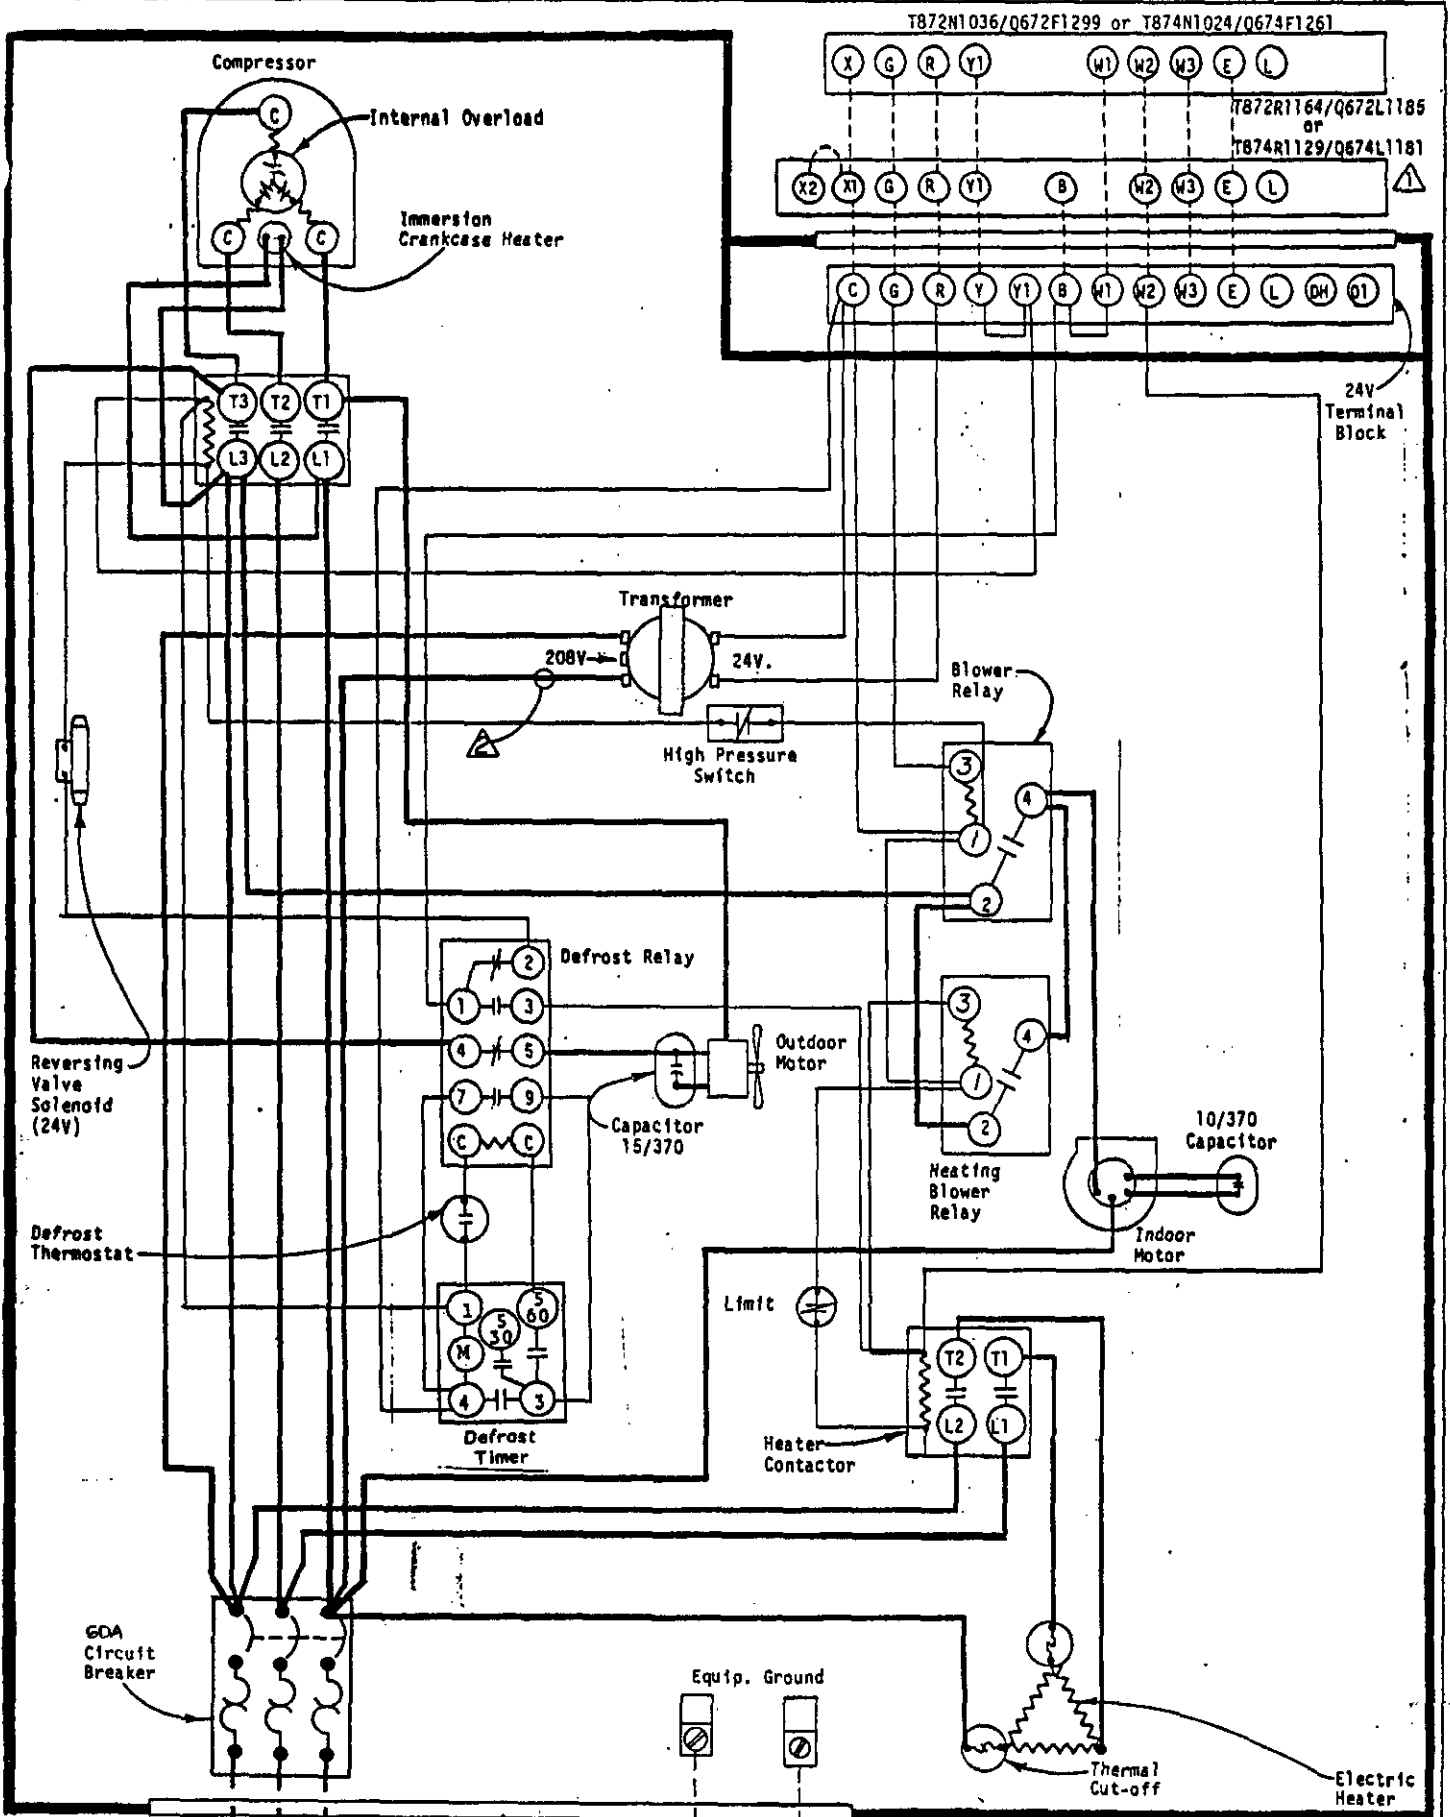 T872N1036/Q672F1299 or T874N1024/Q674F1261
X G R Y1 W1 W2 W3 E L
T872R1164/Q672L1185
or
T874R1129/Q674L1181
X2 X1 G R Y1 B W2 W3 E L
1
C G R Y Y1 B W1 W2 W3 E L DH D1
24V
Terminal
Block
Compressor
C
Internal Overload
Immersion
Crankcase Heater
C C
T3 T2 T1
L3 L2 L1
Transformer
208V
24V.
2
High Pressure
Switch
Blower
Relay
3
4
1
2
Defrost Relay
2
1 3
4 5
7 9
C C
Outdoor
Motor
Capacitor
15/370
Reversing
Valve
Solenoid
(24V)
3
4
1
2
Heating
Blower
Relay
10/370
Capacitor
Indoor
Motor
Defrost
Thermostat
1
5
30
5
60
M
4 3
Defrost
Timer
Limit
T2 T1
L2 L1
Heater
Contactor
60A
Circuit
Breaker
Equip. Ground
Thermal
Cut-off
Electric
Heater